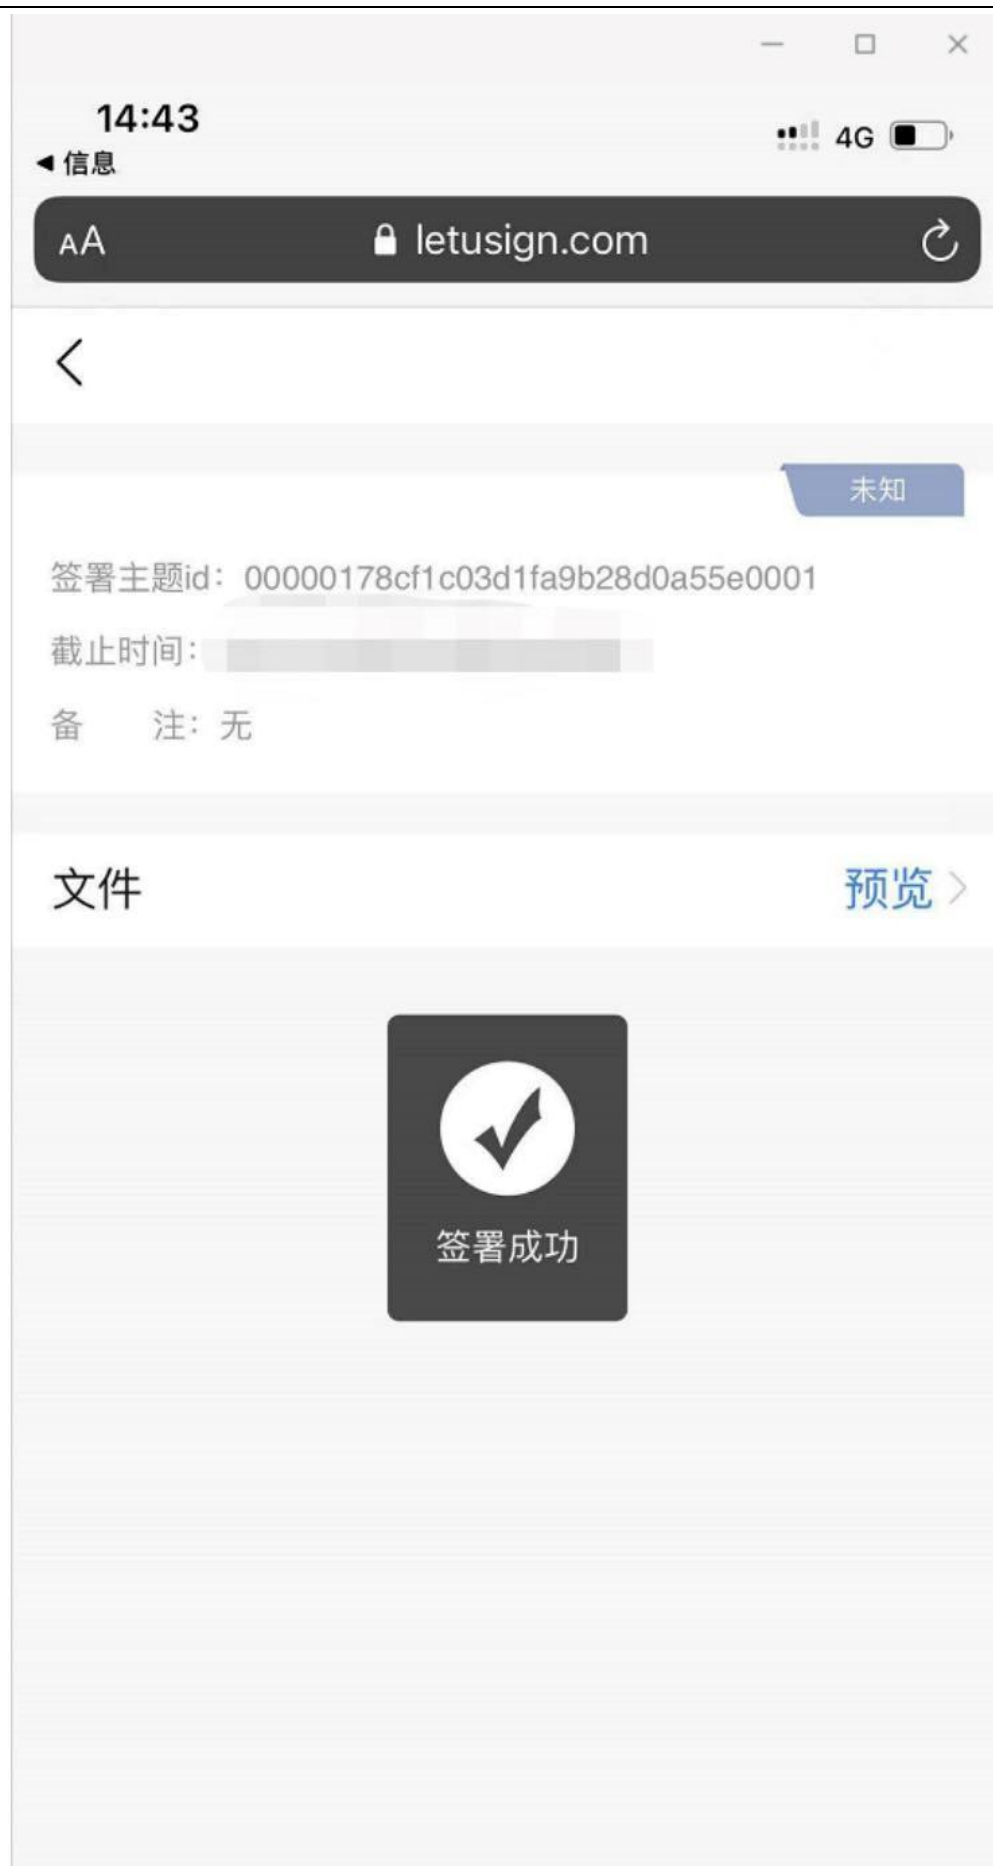 14:43
4G
信息
AA letusign.com
未知
签署主题id：00000178cf1c03d1fa9b28d0a55e0001
截止时间：
备 注：无
文件 预览
签署成功